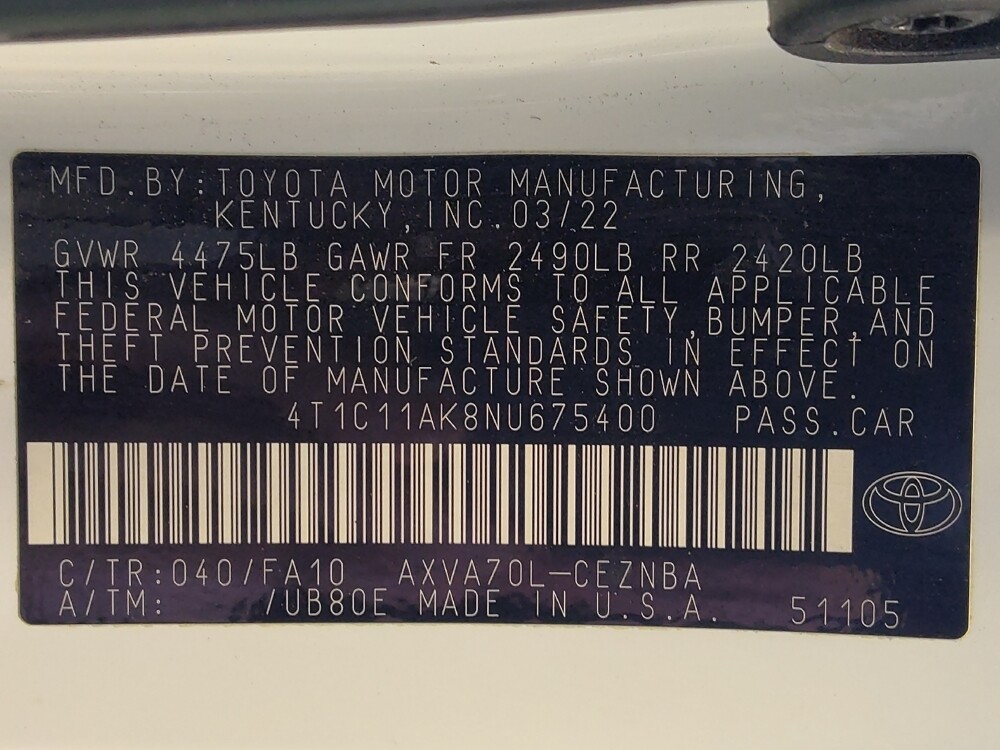 MFD.BY:TOYOTA MOTOR MANUFACTURING,
KENTUCKY,INC.03/22
GVWR 4475LB GAWR FR 2490LB RR 2420LB
THIS VEHICLE CONFORMS TO ALL APPLICABLE
FEDERAL MOTOR VEHICLE SAFETY,BUMPER,AND
THEFT PREVENTION STANDARDS IN EFFECT ON
THE DATE OF MANUFACTURE SHOWN ABOVE.
4T1C11AK8NU675400 PASS.CAR
C/TR:040/FA10 AXVA70L-CEZNBA
A/TM: /UB80E MADE IN U.S.A. 51105